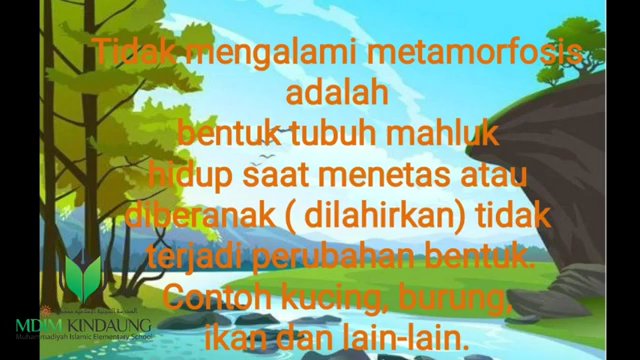 Tidak mengalami metamorfosis
adalah
bentuk tubuh mahluk
hidup saat menetas atau
diberanak ( dilahirkan) tidak
terjadi perubahan bentuk.
Contoh kucing, burung,
ikan dan lain-lain.
MDIM KINDAUNG
Muhammadiyah Islamic Elementary School